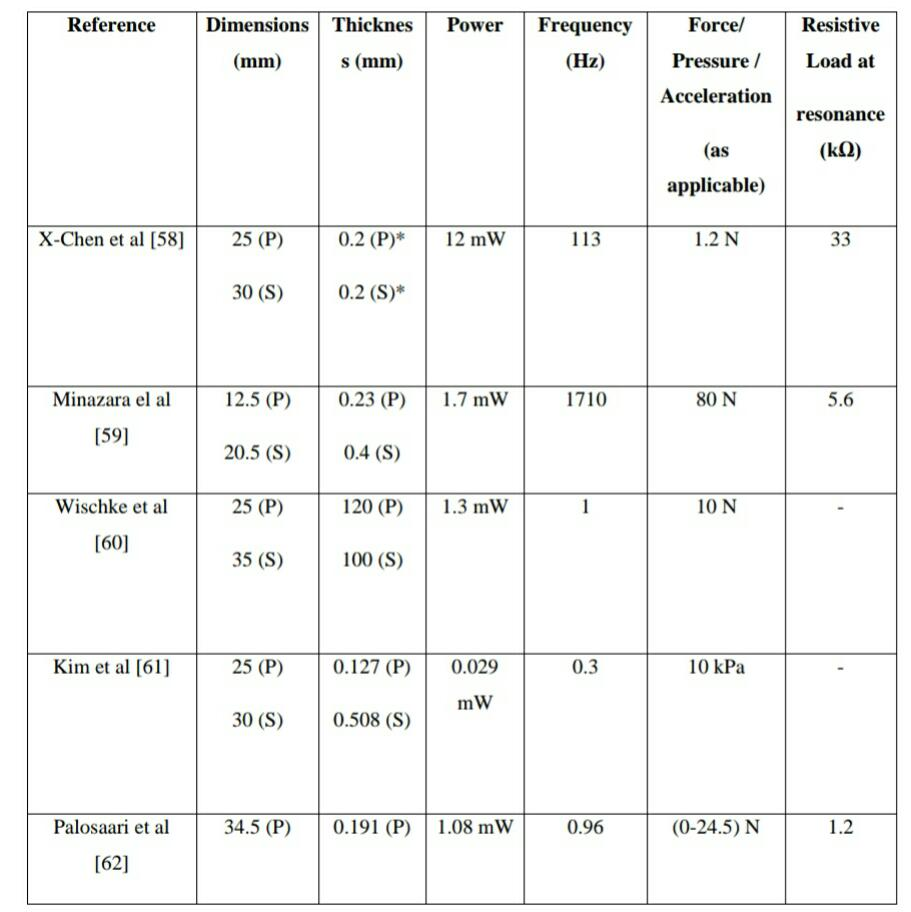 Reference Dimensions Thicknes Power Frequency Force/ Resistive
(mm) s (mm) (Hz) Pressure / Load at
Acceleration
resonance
(as (kΩ)
applicable)
X-Chen et al [58] 25 (P) 0.2 (P)* 12 mW 113 1.2 N 33
30 (S) 0.2 (S)*
Minazara el al 12.5 (P) 0.23 (P) 1.7 mW 1710 80 N 5.6
[59]
20.5 (S) 0.4 (S)
Wischke et al 25 (P) 120 (P) 1.3 mW 1 10 N -
[60]
35 (S) 100 (S)
Kim et al [61] 25 (P) 0.127 (P) 0.029 0.3 10 kPa -
mW
30 (S) 0.508 (S)
Palosaari et al 34.5 (P) 0.191 (P) 1.08 mW 0.96 (0-24.5) N 1.2
[62]